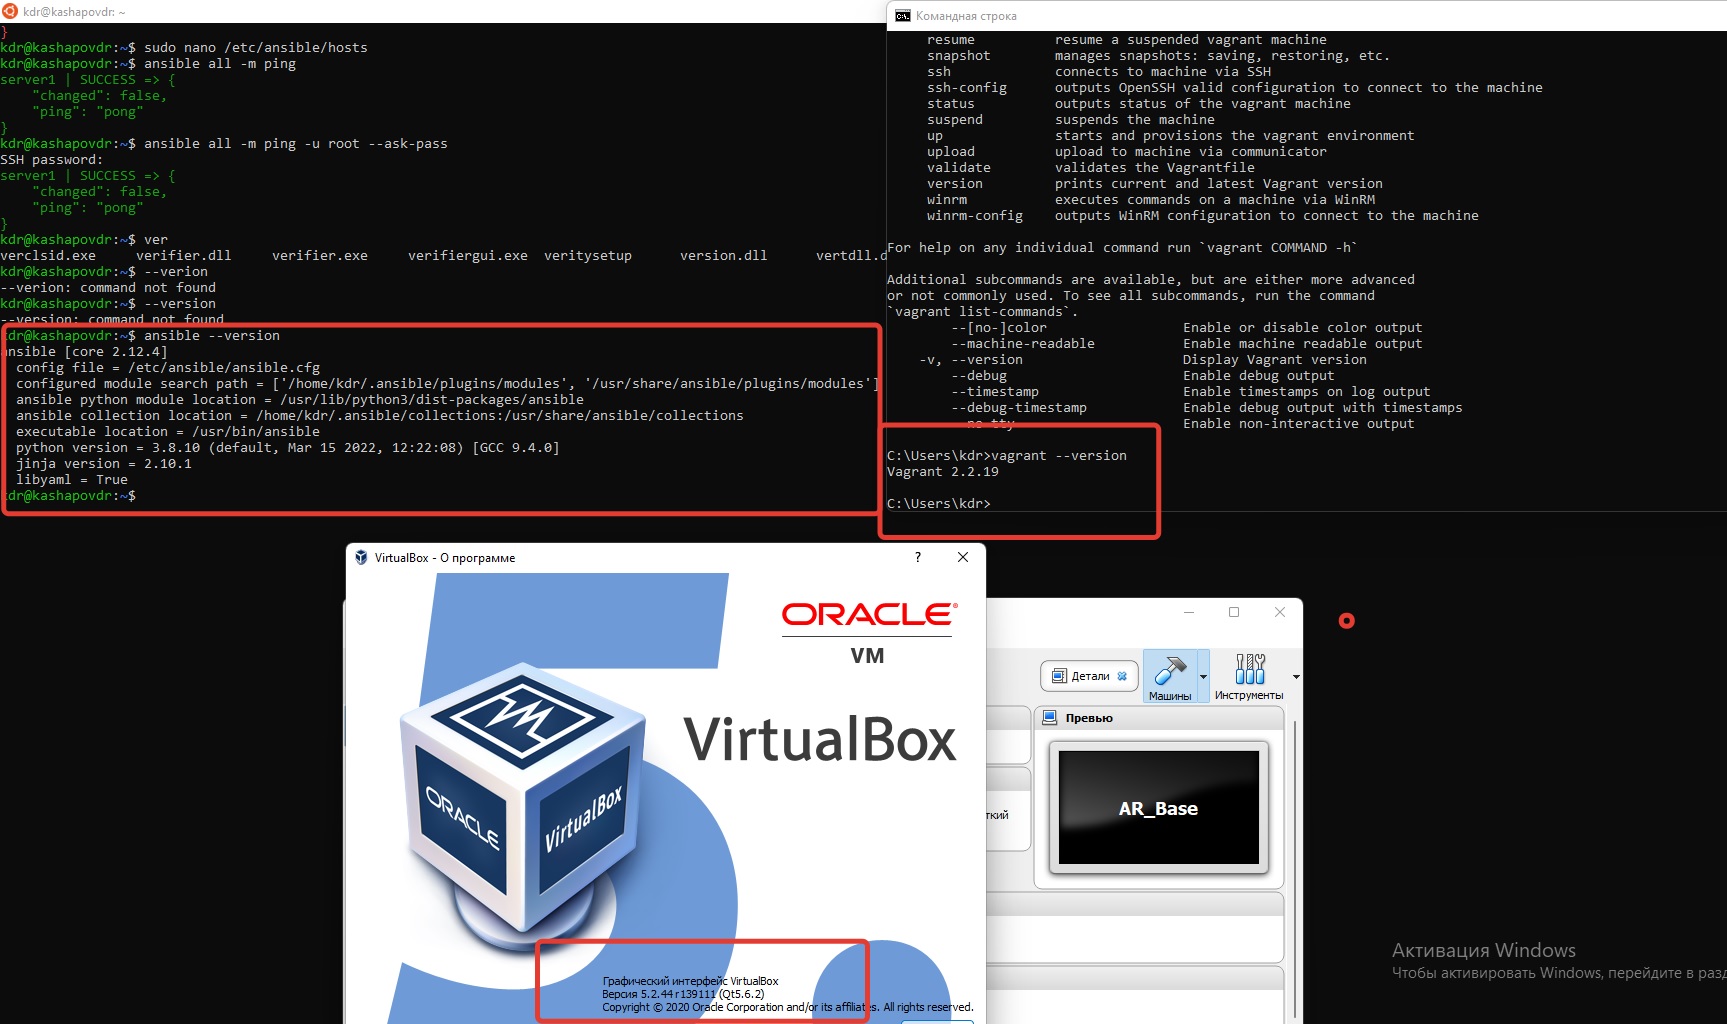 kdr@kashapovdr: ~
}
kdr@kashapovdr:~$ sudo nano /etc/ansible/hosts
kdr@kashapovdr:~$ ansible all -m ping
server1 | SUCCESS => {
    "changed": false,
    "ping": "pong"
}
kdr@kashapovdr:~$ ansible all -m ping -u root --ask-pass
SSH password:
server1 | SUCCESS => {
    "changed": false,
    "ping": "pong"
}
kdr@kashapovdr:~$ ver
verclsid.exe     verifier.dll     verifier.exe     verifiergui.exe  veritysetup      version.dll      vertdll.d
kdr@kashapovdr:~$ --verion
--verion: command not found
kdr@kashapovdr:~$ --version
--version: command not found
kdr@kashapovdr:~$ ansible --version
ansible [core 2.12.4]
  config file = /etc/ansible/ansible.cfg
  configured module search path = ['/home/kdr/.ansible/plugins/modules', '/usr/share/ansible/plugins/modules']
  ansible python module location = /usr/lib/python3/dist-packages/ansible
  ansible collection location = /home/kdr/.ansible/collections:/usr/share/ansible/collections
  executable location = /usr/bin/ansible
  python version = 3.8.10 (default, Mar 15 2022, 12:22:08) [GCC 9.4.0]
  jinja version = 2.10.1
  libyaml = True
kdr@kashapovdr:~$
Командная строка
     resume          resume a suspended vagrant machine
     snapshot        manages snapshots: saving, restoring, etc.
     ssh             connects to machine via SSH
     ssh-config      outputs OpenSSH valid configuration to connect to the machine
     status          outputs status of the vagrant machine
     suspend         suspends the machine
     up              starts and provisions the vagrant environment
     upload          upload to machine via communicator
     validate        validates the Vagrantfile
     version         prints current and latest Vagrant version
     winrm           executes commands on a machine via WinRM
     winrm-config    outputs WinRM configuration to connect to the machine
For help on any individual command run `vagrant COMMAND -h`
Additional subcommands are available, but are either more advanced
or not commonly used. To see all subcommands, run the command
`vagrant list-commands`.
        --[no-]color                 Enable or disable color output
        --machine-readable           Enable machine readable output
    -v, --version                    Display Vagrant version
        --debug                      Enable debug output
        --timestamp                  Enable timestamps on log output
        --debug-timestamp            Enable debug output with timestamps
        --no-tty                     Enable non-interactive output
C:\Users\kdr>vagrant --version
Vagrant 2.2.19
C:\Users\kdr>
VirtualBox - О программе
ORACLE
VM
VirtualBox
ORACLE
VirtualBox
Графический интерфейс VirtualBox
Версия 5.2.44 r139111 (Qt5.6.2)
Copyright © 2020 Oracle Corporation and/or its affiliates. All rights reserved.
Детали
Машины
Инструменты
Превью
AR_Base
ткий
Активация Windows
Чтобы активировать Windows, перейдите в разд